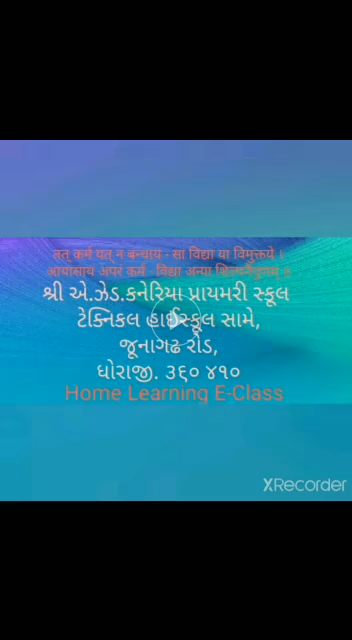 तत् कर्म यत् न बन्धाय - सा विद्या या विमुक्तये ।
आयासाय अपरं कर्म - विद्या अन्या शिल्पनैपुणम् ॥
શ્રી એ.ઝેડ.કનેરિયા પ્રાયમરી સ્કૂલ
ટેક્નિકલ હાઈસ્કૂલ સામે,
જૂનાગઢ રોડ,
ધોરાજી. ૩૬૦ ૪૧૦
Home Learning E-Class
XRecorder